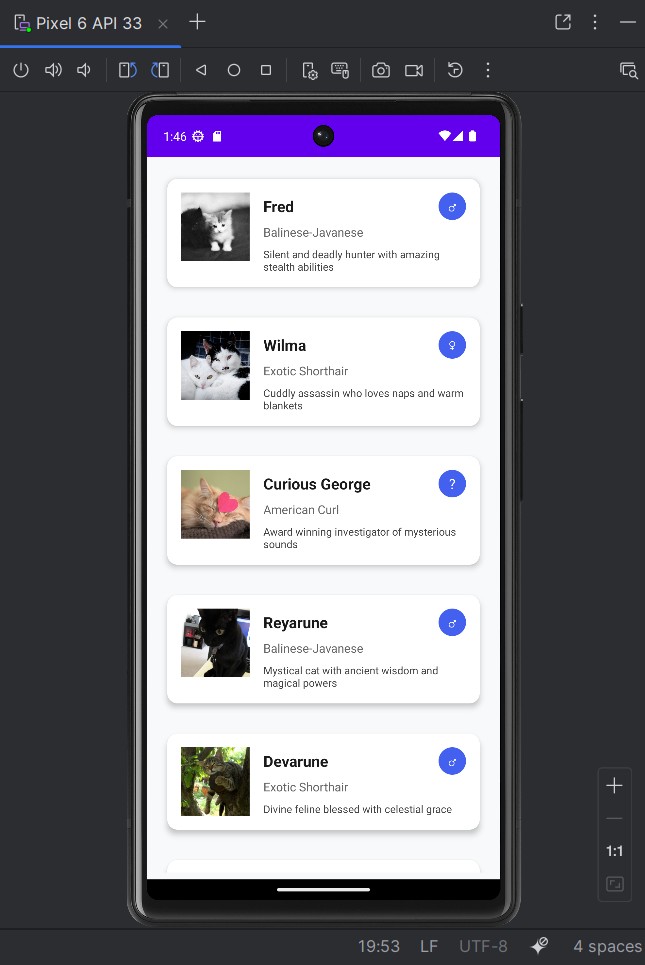 Pixel 6 API 33
1:46
Fred
♂
Balinese-Javanese
Silent and deadly hunter with amazing
stealth abilities
Wilma
♀
Exotic Shorthair
Cuddly assassin who loves naps and warm
blankets
Curious George
?
American Curl
Award winning investigator of mysterious
sounds
Reyarune
♂
Balinese-Javanese
Mystical cat with ancient wisdom and
magical powers
Devarune
♂
Exotic Shorthair
Divine feline blessed with celestial grace
1:1
19:53 LF UTF-8 4 spaces